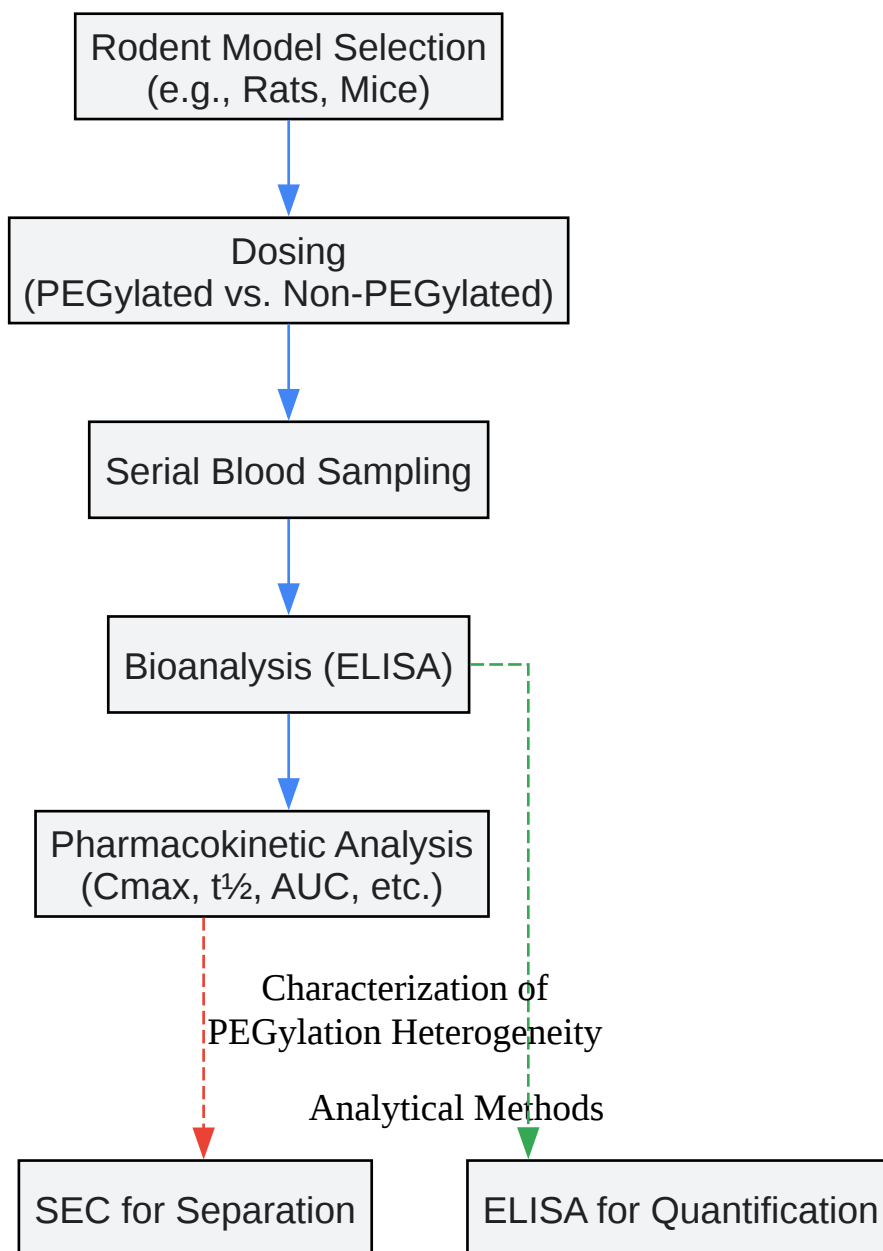 Rodent Model Selection
(e.g., Rats, Mice)
Dosing
(PEGylated vs. Non-PEGylated)
Serial Blood Sampling
Bioanalysis (ELISA)
Pharmacokinetic Analysis
(Cmax, t½, AUC, etc.)
Characterization of
PEGylation Heterogeneity
Analytical Methods
SEC for Separation
ELISA for Quantification